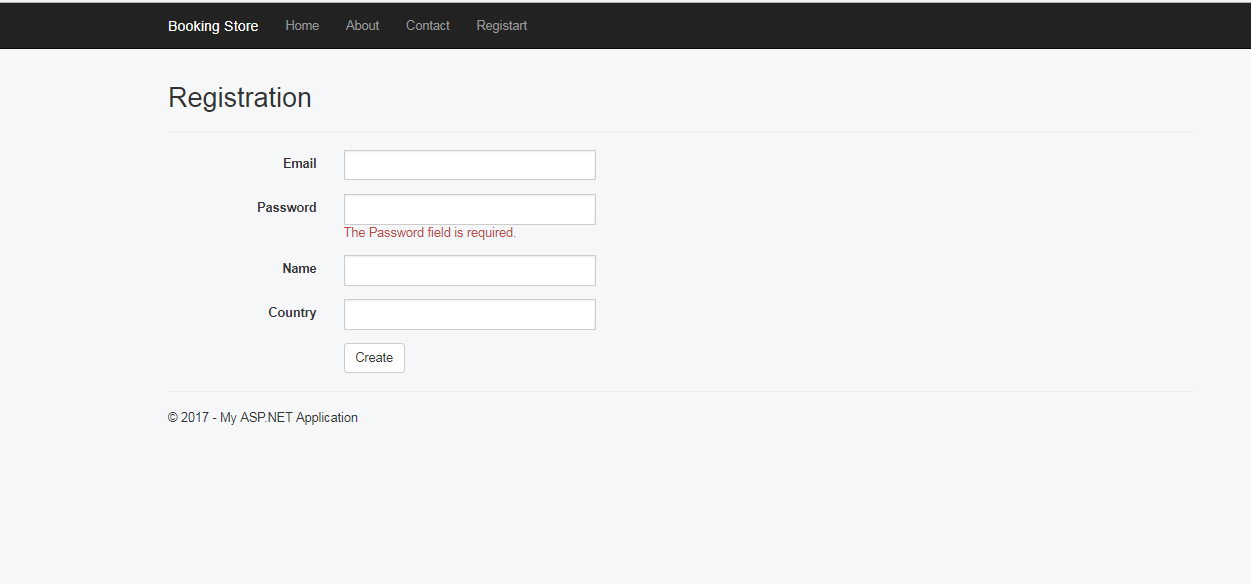 Booking Store Home About Contact Registart
Registration
Email
Password
The Password field is required.
Name
Country
Create
© 2017 - My ASP.NET Application